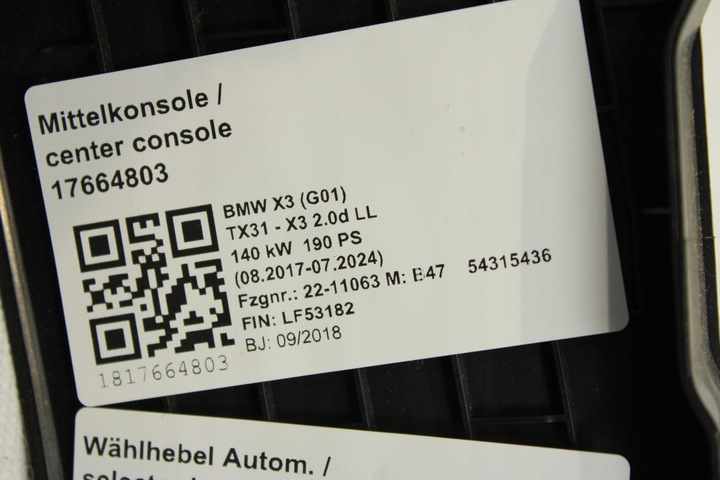 Mittelkonsole /
center console
17664803
BMW X3 (G01)
TX31 - X3 2.0d LL
140 kW 190 PS
(08.2017-07.2024)
Fzgnr.: 22-11063 M: B47 54315436
FIN: LF53182
BJ: 09/2018
1817664803
Wählhebel Autom. /